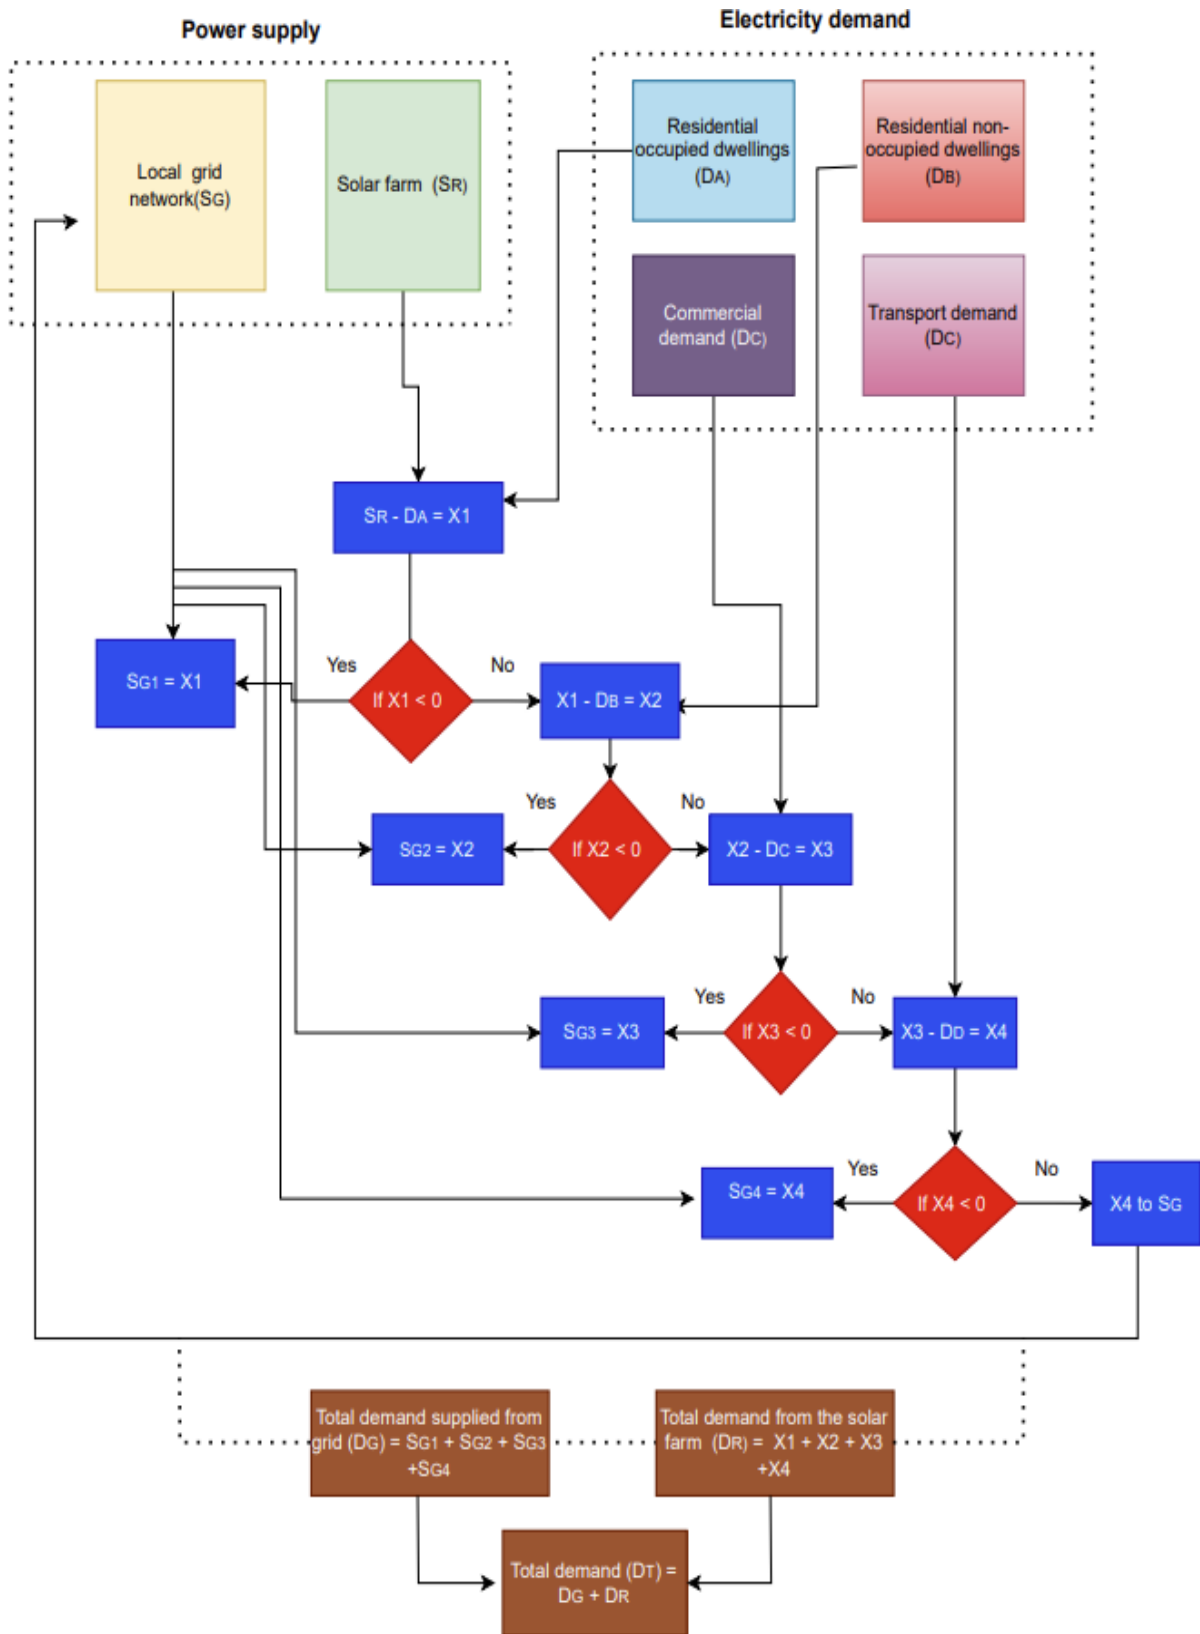 Power supply
Electricity demand
Local grid
network(SG)
Solar farm (SR)
Residential
occupied dwellings
(DA)
Residential non-
occupied dwellings
(DB)
Commercial
demand (DC)
Transport demand
(DC)
SR - DA = X1
SG1 = X1
Yes
If X1 < 0
No
X1 - DB = X2
SG2 = X2
Yes
If X2 < 0
No
X2 - DC = X3
SG3 = X3
Yes
If X3 < 0
No
X3 - DD = X4
SG4 = X4
Yes
If X4 < 0
No
X4 to SG
Total demand supplied from
grid (DG) = SG1 + SG2 + SG3
+SG4
Total demand from the solar
farm (DR) = X1 + X2 + X3
+X4
Total demand (DT) =
DG + DR